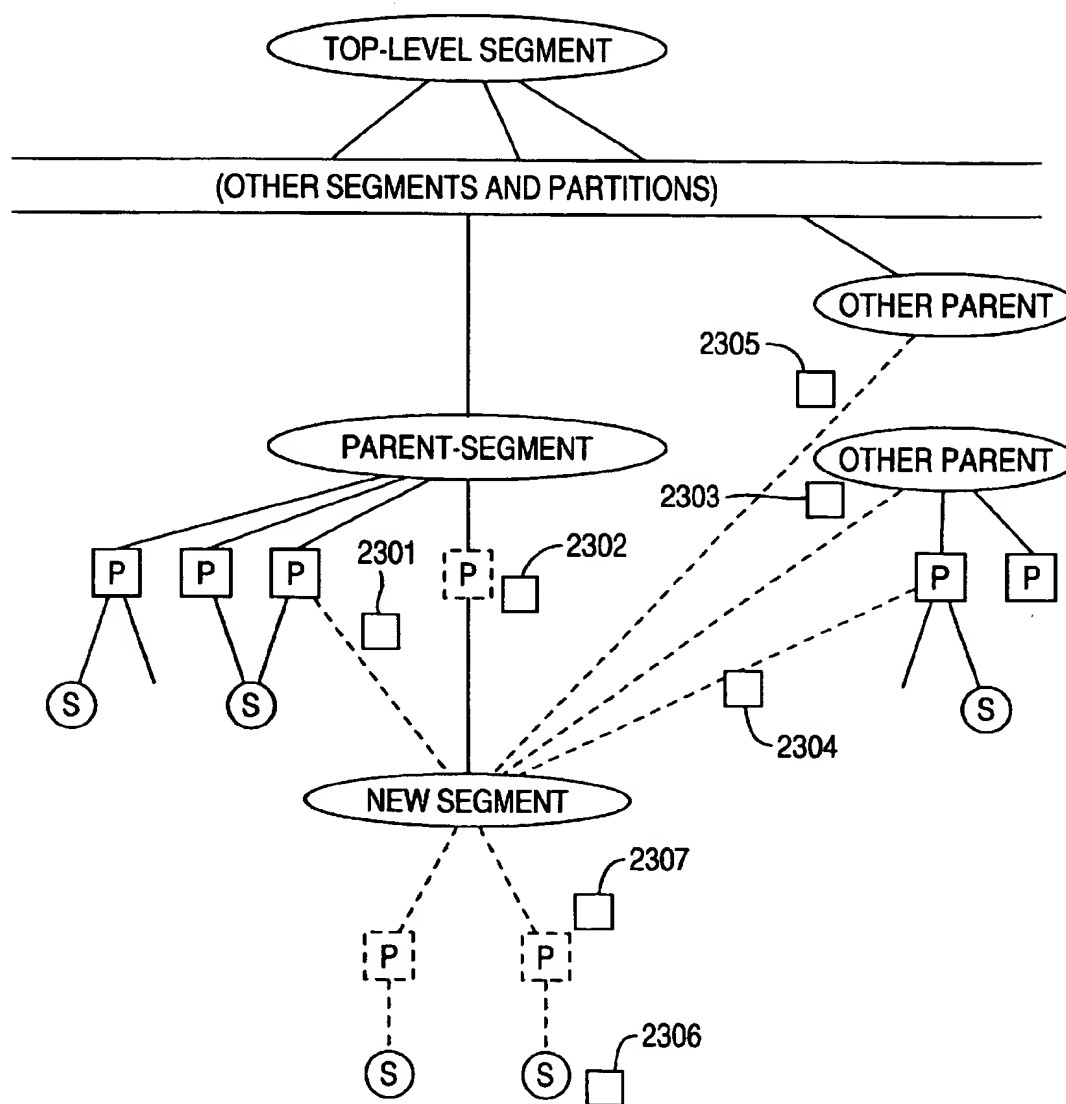 TOP-LEVEL SEGMENT
(OTHER SEGMENTS AND PARTITIONS)
OTHER PARENT
2305
PARENT-SEGMENT
OTHER PARENT
2303
2301
2302
P
P
P
P
P
P
S
S
S
2304
NEW SEGMENT
2307
P
P
2306
S
S